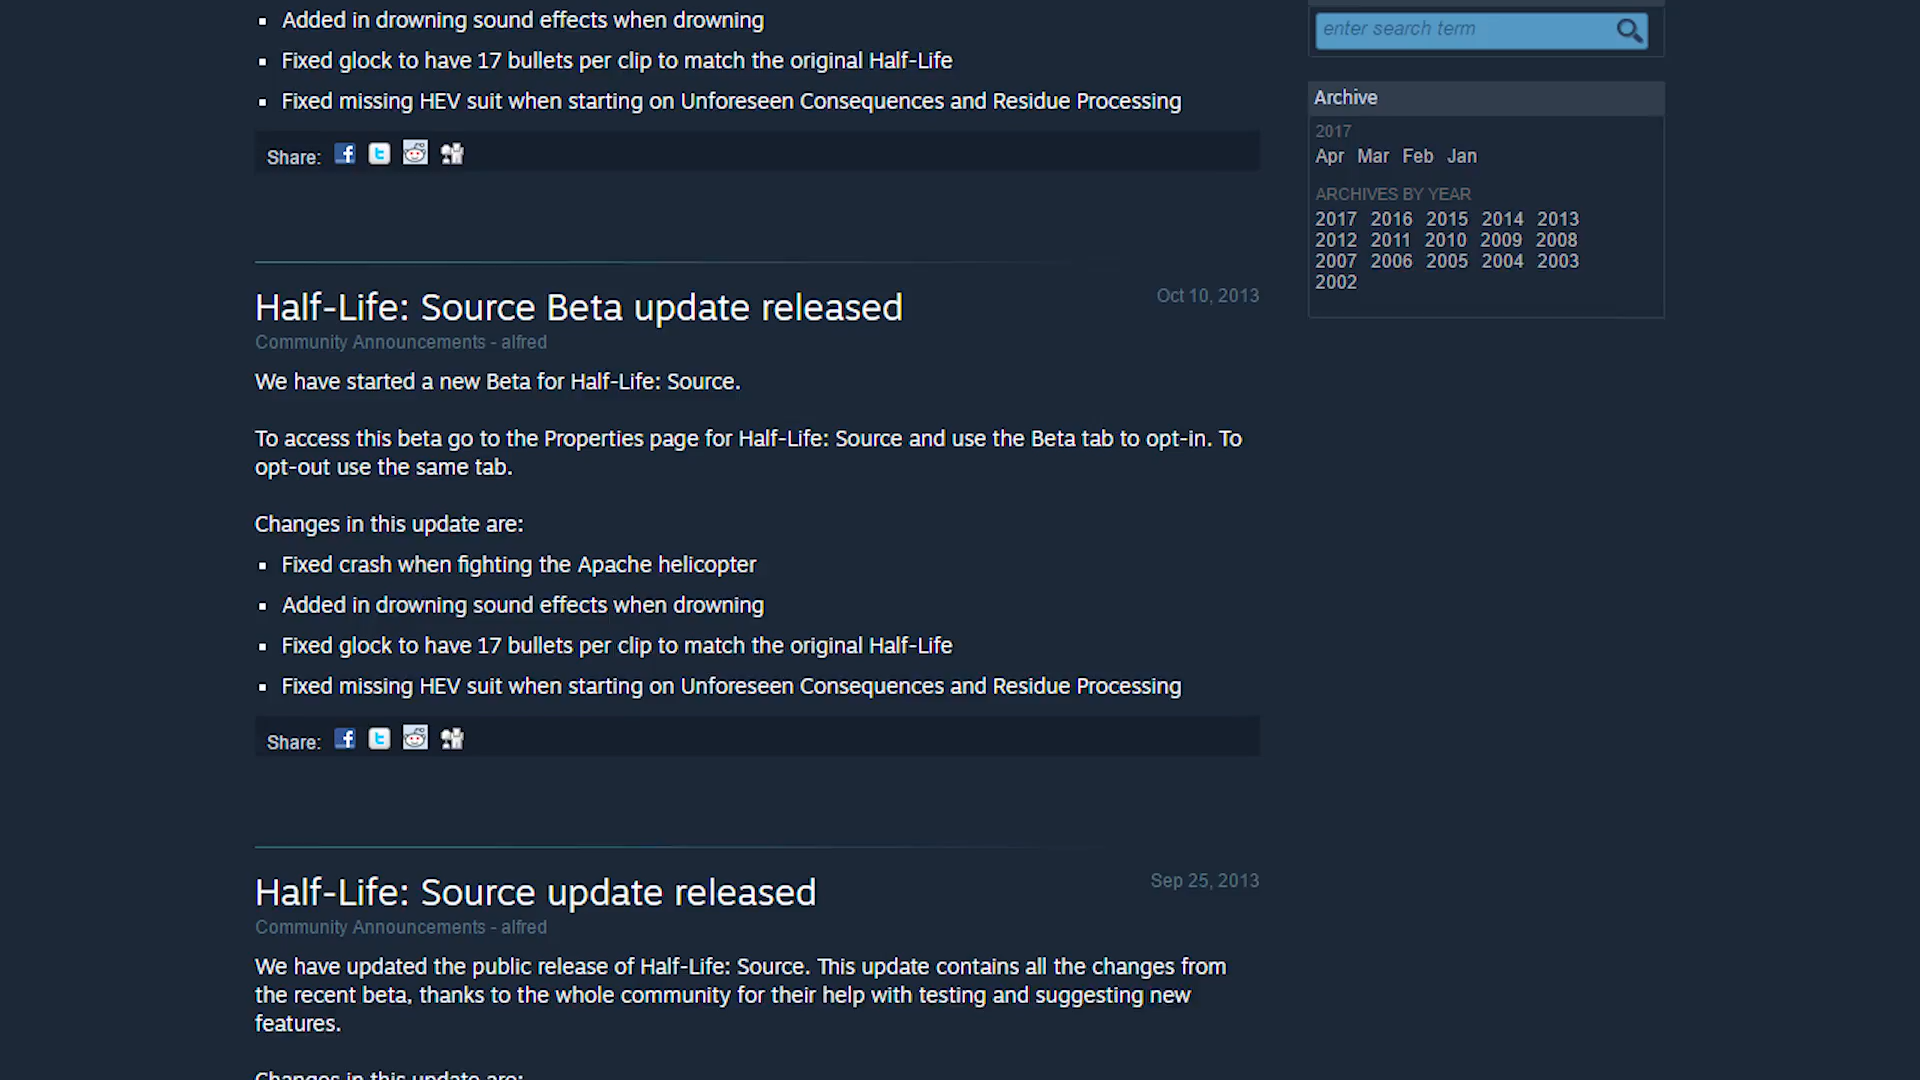 Added in drowning sound effects when drowning
Fixed glock to have 17 bullets per clip to match the original Half-Life
Fixed missing HEV suit when starting on Unforeseen Consequences and Residue Processing
Share:
Half-Life: Source Beta update released
Oct 10, 2013
Community Announcements - alfred
We have started a new Beta for Half-Life: Source.
To access this beta go to the Properties page for Half-Life: Source and use the Beta tab to opt-in. To
opt-out use the same tab.
Changes in this update are:
Fixed crash when fighting the Apache helicopter
Added in drowning sound effects when drowning
Fixed glock to have 17 bullets per clip to match the original Half-Life
Fixed missing HEV suit when starting on Unforeseen Consequences and Residue Processing
Share:
Half-Life: Source update released
Sep 25, 2013
Community Announcements - alfred
We have updated the public release of Half-Life: Source. This update contains all the changes from
the recent beta, thanks to the whole community for their help with testing and suggesting new
features.
Changes in this update are:
enter search term
Archive
2017
Apr Mar Feb Jan
ARCHIVES BY YEAR
2017 2016 2015 2014 2013
2012 2011 2010 2009 2008
2007 2006 2005 2004 2003
2002